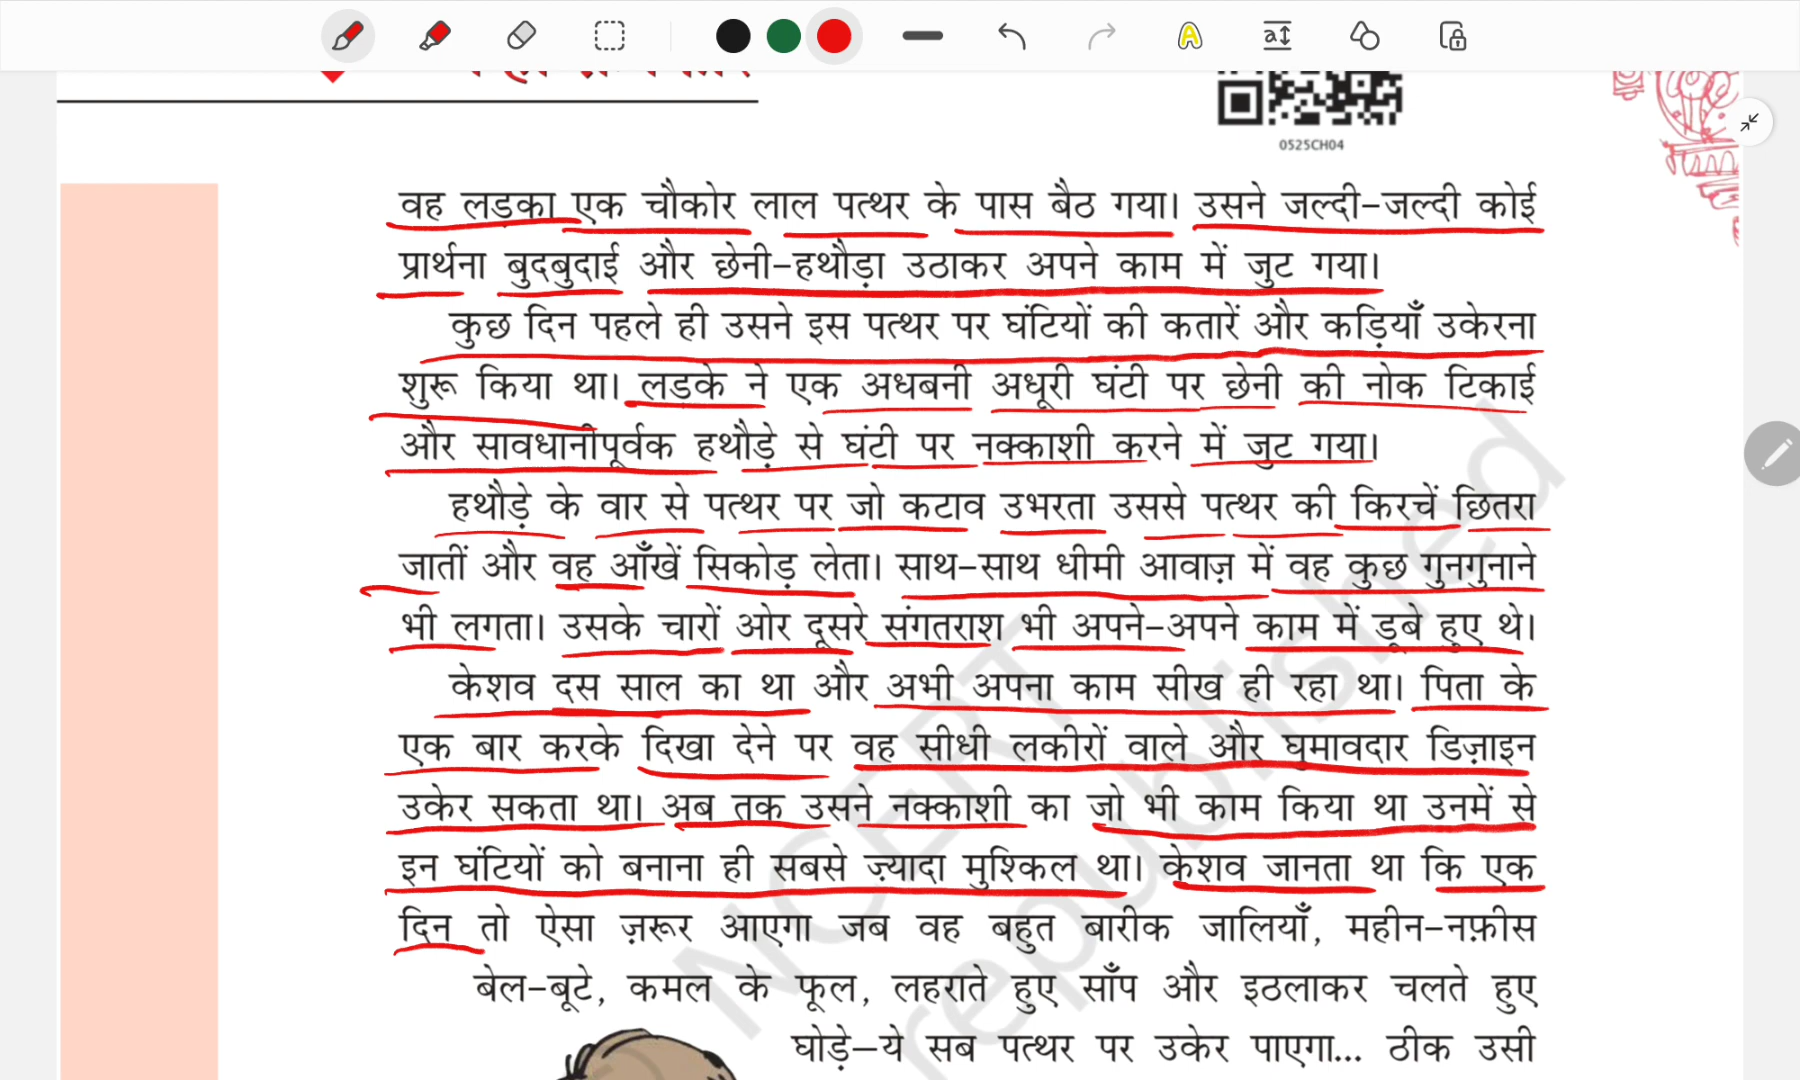 0525CH04
वह लड़का एक चौकोर लाल पत्थर के पास बैठ गया। उसने जल्दी-जल्दी कोई
प्रार्थना बुदबुदाई और छेनी-हथौड़ा उठाकर अपने काम में जुट गया।
कुछ दिन पहले ही उसने इस पत्थर पर घंटियों की कतारें और कड़ियाँ उकेरना
शुरू किया था। लड़के ने एक अधबनी अधूरी घंटी पर छेनी की नोक टिकाई
और सावधानीपूर्वक हथौड़े से घंटी पर नक्काशी करने में जुट गया।
हथौड़े के वार से पत्थर पर जो कटाव उभरता उससे पत्थर की किरचें छितरा
जातीं और वह आँखें सिकोड़ लेता। साथ-साथ धीमी आवाज़ में वह कुछ गुनगुनाने
भी लगता। उसके चारों ओर दूसरे संगतराश भी अपने-अपने काम में डूबे हुए थे।
केशव दस साल का था और अभी अपना काम सीख ही रहा था। पिता के
एक बार करके दिखा देने पर वह सीधी लकीरों वाले और घुमावदार डिज़ाइन
उकेर सकता था। अब तक उसने नक्काशी का जो भी काम किया था उनमें से
इन घंटियों को बनाना ही सबसे ज़्यादा मुश्किल था। केशव जानता था कि एक
दिन तो ऐसा ज़रूर आएगा जब वह बहुत बारीक जालियाँ, महीन-नफ़ीस
बेल-बूटे, कमल के फूल, लहराते हुए साँप और इठलाकर चलते हुए
घोड़े–ये सब पत्थर पर उकेर पाएगा... ठीक उसी
NCERT
republished